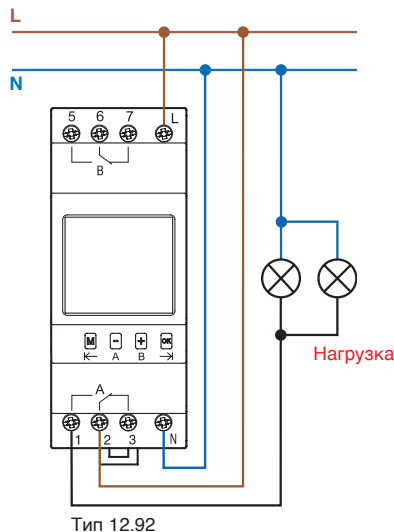 L
N
5 6 7 L
B
M - + OK
A B
A
1 2 3 N
Нагрузка
Тип 12.92